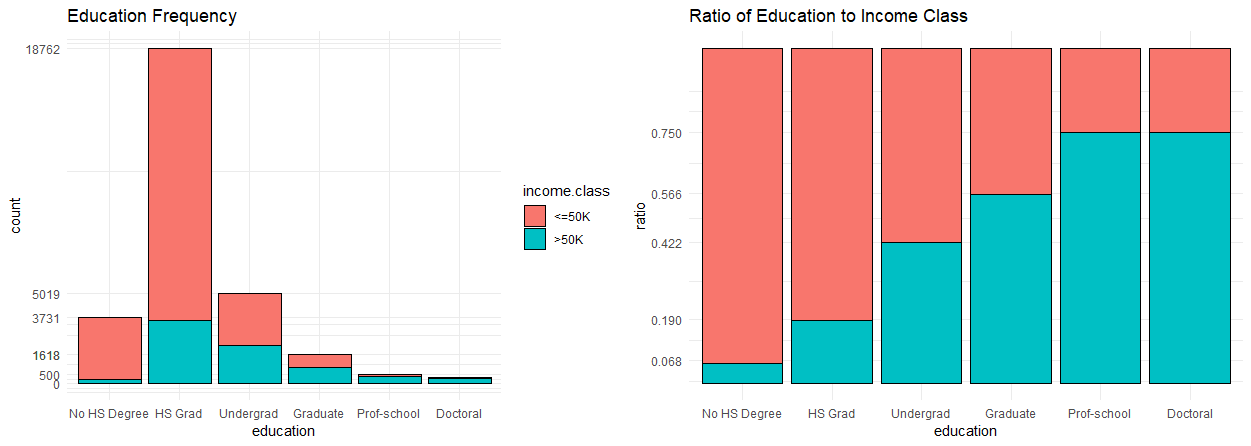 Education Frequency
count
18762
5019
3731
1618
500
0
No HS Degree
HS Grad
Undergrad
Graduate
Prof-school
Doctoral
education
income.class
<=50K
>50K
Ratio of Education to Income Class
ratio
0.750
0.566
0.422
0.190
0.068
No HS Degree
HS Grad
Undergrad
Graduate
Prof-school
Doctoral
education